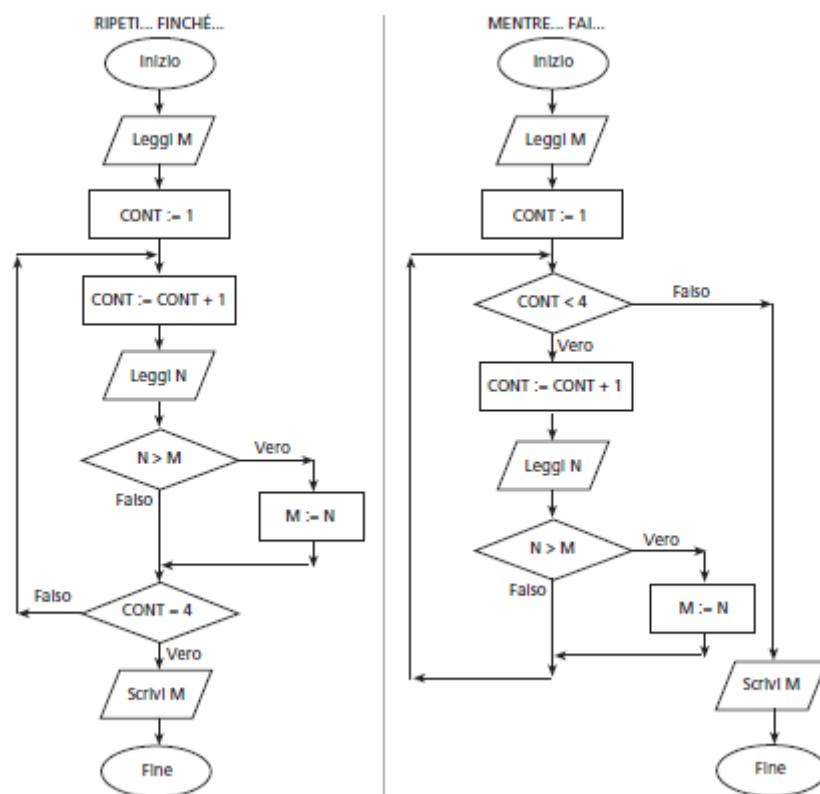 RIPETI... FINCHÉ...
Inizio
Leggi M
CONT := 1
CONT := CONT + 1
Leggi N
N > M
Vero
Falso
M := N
Falso
CONT = 4
Vero
Scrivi M
Fine
MENTRE... FAI...
Inizio
Leggi M
CONT := 1
CONT < 4
Falso
Vero
CONT := CONT + 1
Leggi N
N > M
Vero
Falso
M := N
Scrivi M
Fine